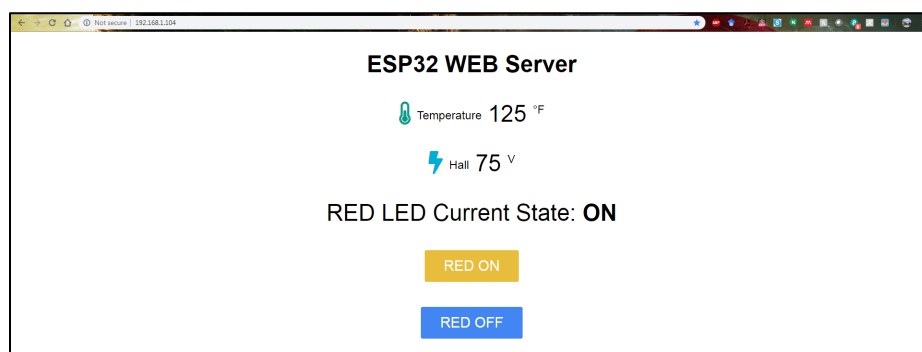 Not secure | 192.168.1.104
ESP32 WEB Server
Temperature 125 °F
Hall 75 V
RED LED Current State: ON
RED ON
RED OFF